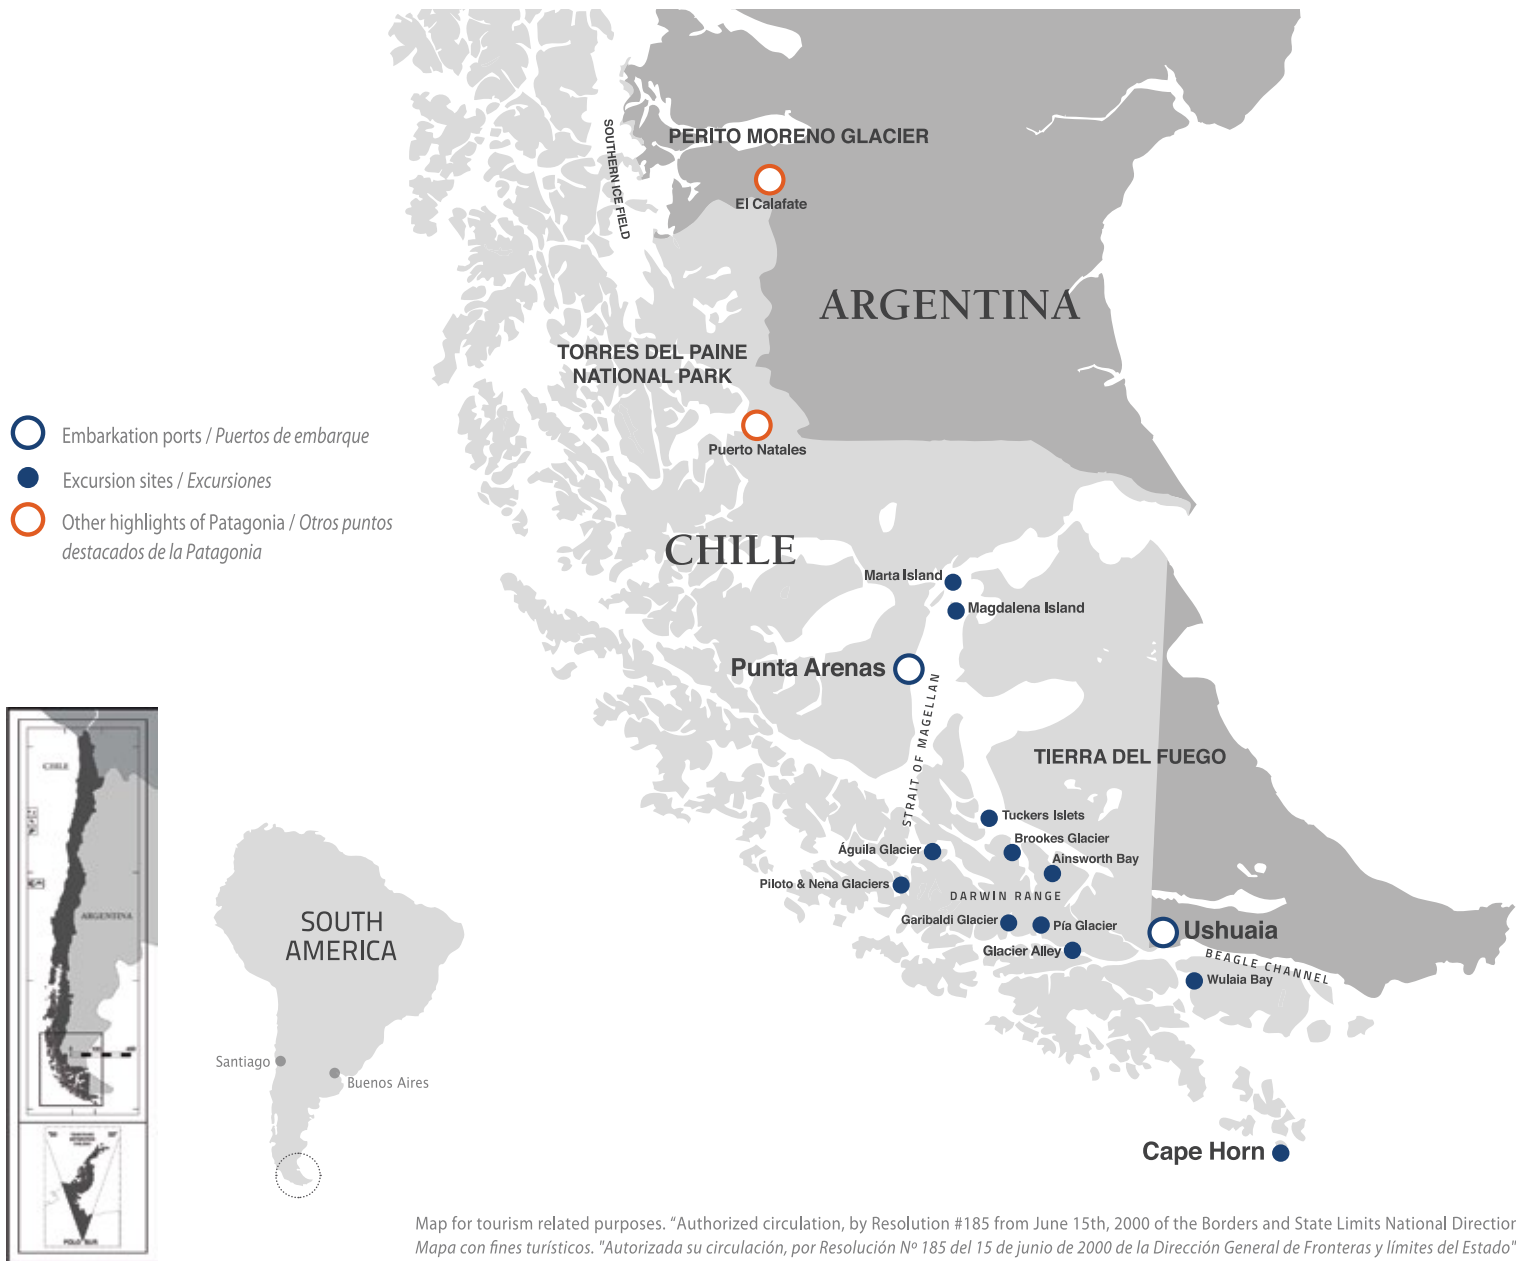 PERITO MORENO GLACIER
El Calafate
SOUTHERN ICE FIELD
ARGENTINA
TORRES DEL PAINE
NATIONAL PARK
Puerto Natales
Embarkation ports / Puertos de embarque
Excursion sites / Excursiones
Other highlights of Patagonia / Otros puntos
destacados de la Patagonia
CHILE
Marta Island
Magdalena Island
Punta Arenas
STRAIT OF MAGELLAN
TIERRA DEL FUEGO
Tuckers Islets
Brookes Glacier
Águila Glacier
Ainsworth Bay
Piloto & Nena Glaciers
DARWIN RANGE
Garibaldi Glacier
Pía Glacier
Glacier Alley
Ushuaia
BEAGLE CHANNEL
Wulaia Bay
Cape Horn
CHILE
ARGENTINA
POLO SUR
SOUTH
AMERICA
Santiago
Buenos Aires
Map for tourism related purposes. “Authorized circulation, by Resolution #185 from June 15th, 2000 of the Borders and State Limits National Direction
Mapa con fines turísticos. "Autorizada su circulación, por Resolución Nº 185 del 15 de junio de 2000 de la Dirección General de Fronteras y límites del Estado"